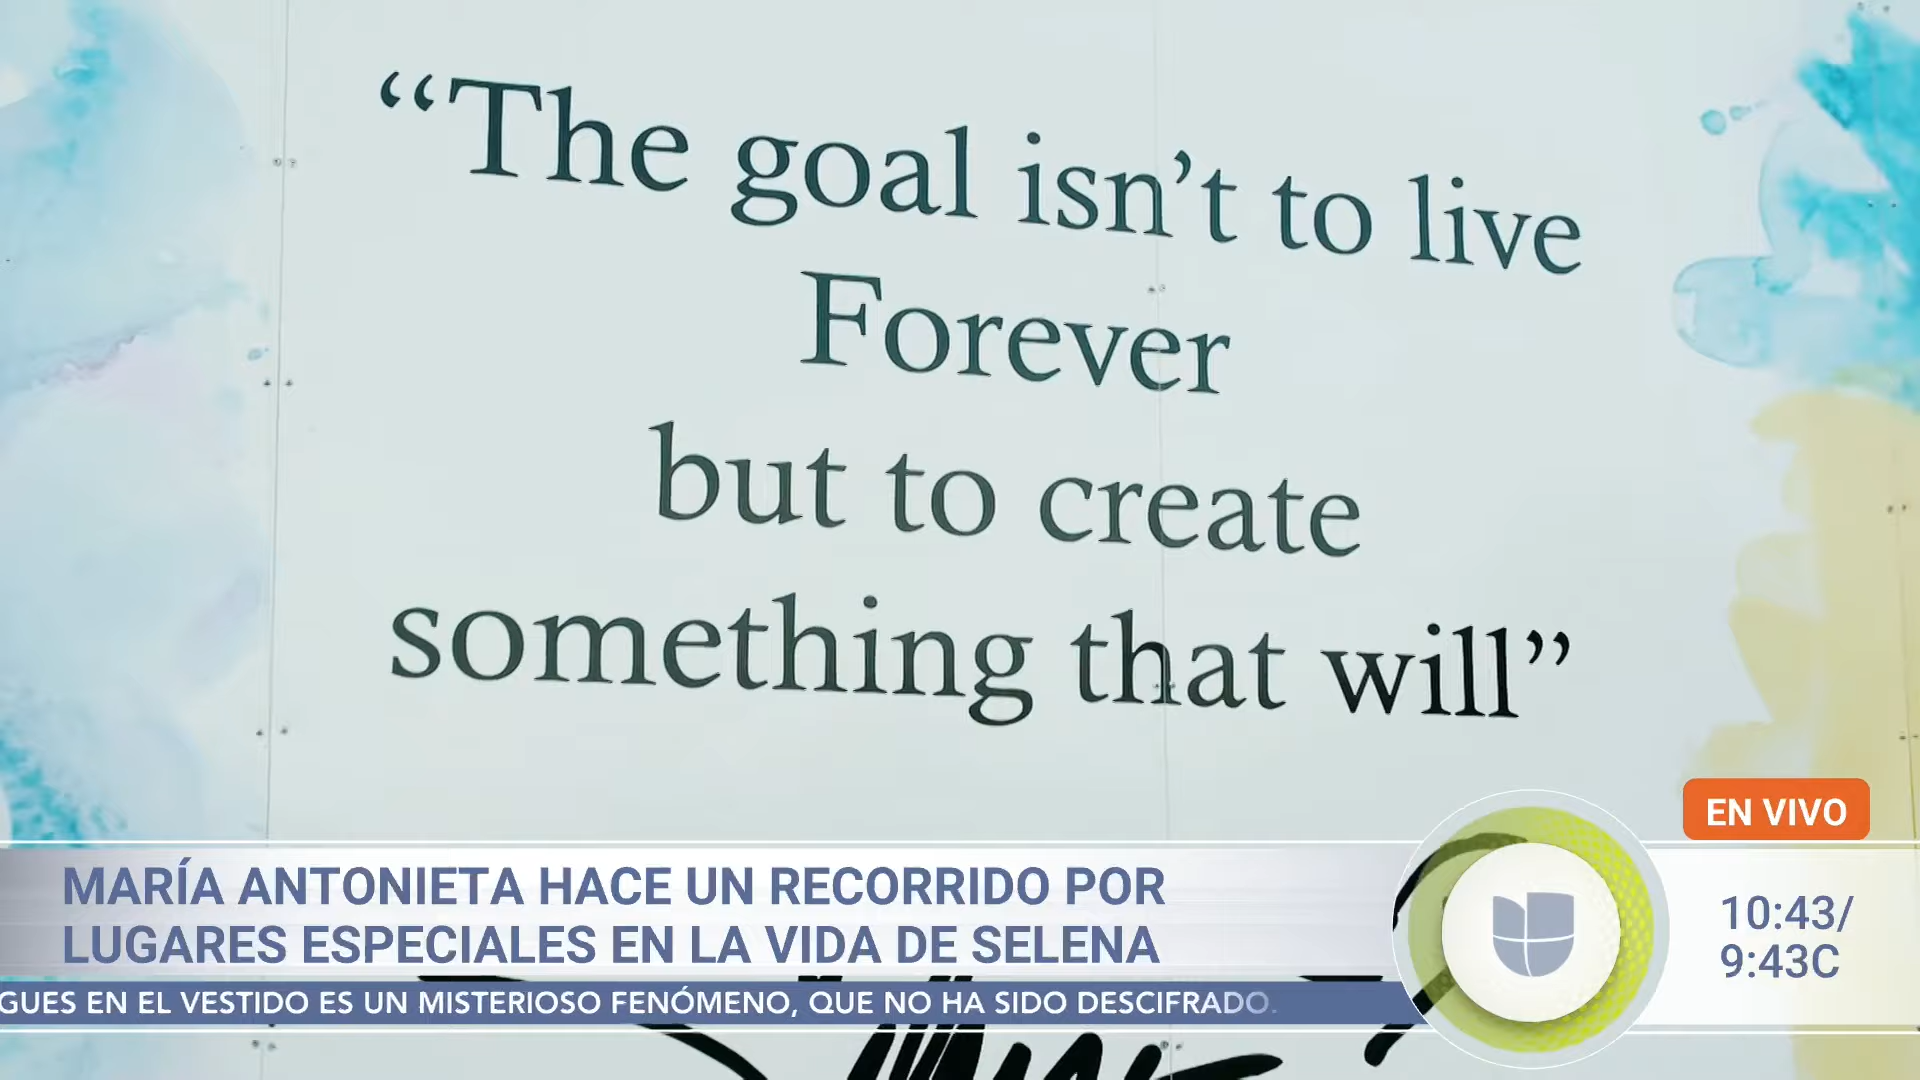 “The goal isn’t to live
Forever
but to create
something that will”
EN VIVO
MARÍA ANTONIETA HACE UN RECORRIDO POR
LUGARES ESPECIALES EN LA VIDA DE SELENA
10:43/
9:43C
GUES EN EL VESTIDO ES UN MISTERIOSO FENÓMENO, QUE NO HA SIDO DESCIFRADO.